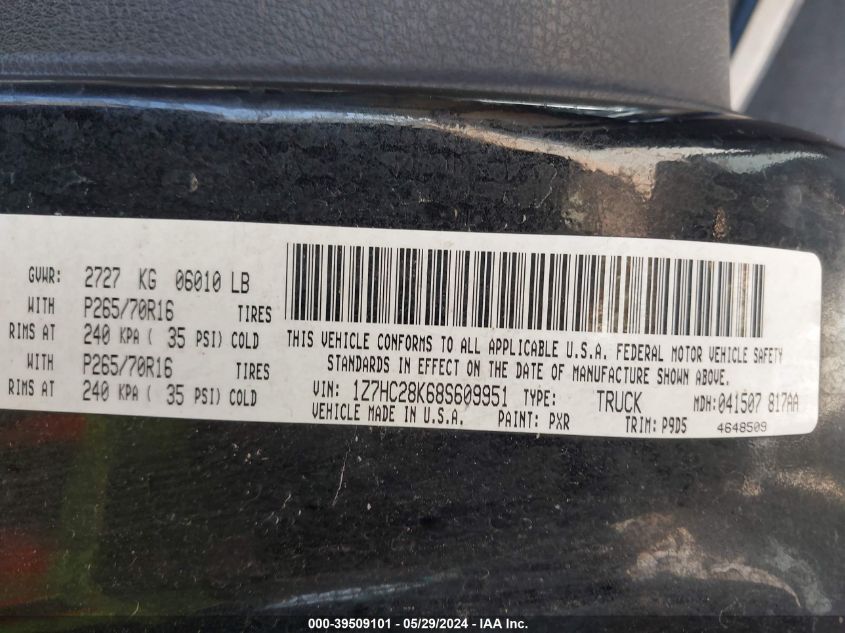 GVWR: 2727 KG 06010 LB
WITH P265/70R16 TIRES
RIMS AT 240 KPA ( 35 PSI) COLD
WITH P265/70R16 TIRES
RIMS AT 240 KPA ( 35 PSI) COLD
THIS VEHICLE CONFORMS TO ALL APPLICABLE U.S.A. FEDERAL MOTOR VEHICLE SAFETY
STANDARDS IN EFFECT ON THE DATE OF MANUFACTURE SHOWN ABOVE.
VIN: 1Z7HC28K68S609951 TYPE: TRUCK MDH: 041507 817AA
VEHICLE MADE IN U.S.A. PAINT: PXR TRIM: P9D5 4648509
000-39509101 - 05/29/2024 - IAA Inc.